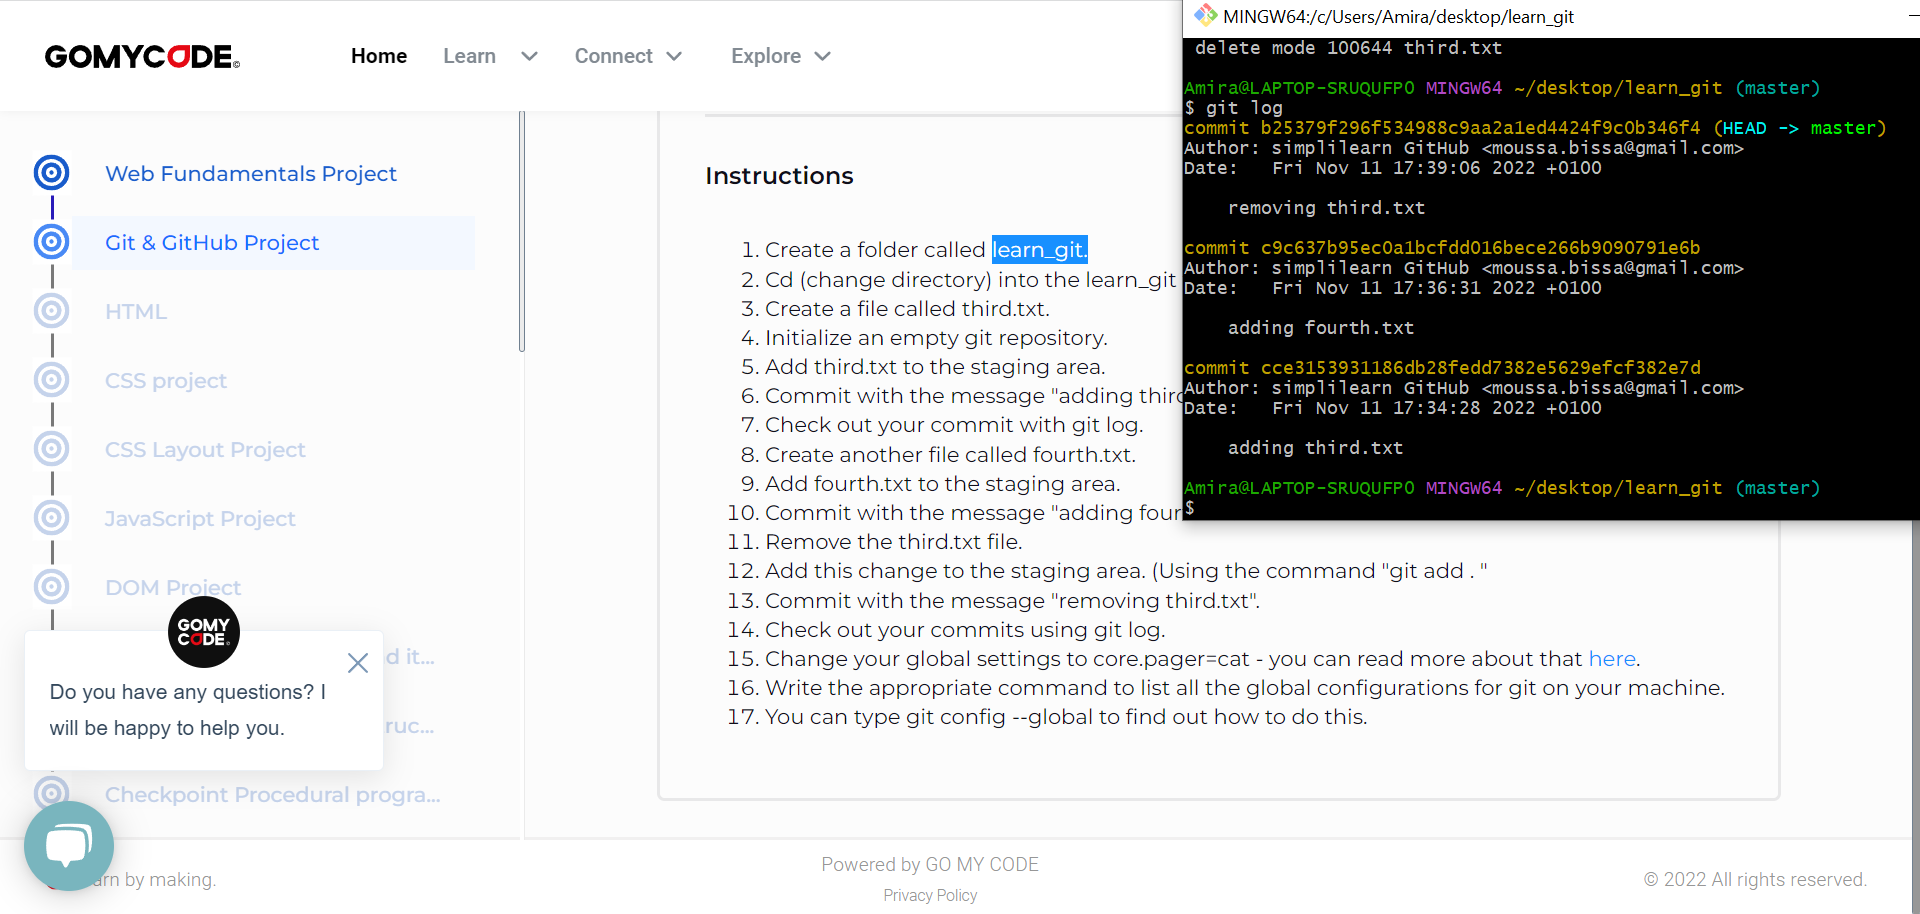 GOMYCODE
Home
Learn
Connect
Explore
Web Fundamentals Project
Git & GitHub Project
HTML
CSS project
CSS Layout Project
JavaScript Project
DOM Project
d it...
ruc...
Checkpoint Procedural progra...
GOMY
CODE.
Do you have any questions? I
will be happy to help you.
Instructions
1. Create a folder called learn_git.
2. Cd (change directory) into the learn_git
3. Create a file called third.txt.
4. Initialize an empty git repository.
5. Add third.txt to the staging area.
6. Commit with the message "adding third
7. Check out your commit with git log.
8. Create another file called fourth.txt.
9. Add fourth.txt to the staging area.
10. Commit with the message "adding four
11. Remove the third.txt file.
12. Add this change to the staging area. (Using the command "git add . "
13. Commit with the message "removing third.txt".
14. Check out your commits using git log.
15. Change your global settings to core.pager=cat - you can read more about that here.
16. Write the appropriate command to list all the global configurations for git on your machine.
17. You can type git config --global to find out how to do this.
MINGW64:/c/Users/Amira/desktop/learn_git
delete mode 100644 third.txt
Amira@LAPTOP-SRUQUFPO MINGW64 ~/desktop/learn_git (master)
$ git log
commit b25379f296f534988c9aa2a1ed4424f9c0b346f4 (HEAD -> master)
Author: simplilearn GitHub <moussa.bissa@gmail.com>
Date:   Fri Nov 11 17:39:06 2022 +0100
removing third.txt
commit c9c637b95ec0a1bcfdd016bece266b9090791e6b
Author: simplilearn GitHub <moussa.bissa@gmail.com>
Date:   Fri Nov 11 17:36:31 2022 +0100
adding fourth.txt
commit cce3153931186db28fedd7382e5629efcf382e7d
Author: simplilearn GitHub <moussa.bissa@gmail.com>
Date:   Fri Nov 11 17:34:28 2022 +0100
adding third.txt
Amira@LAPTOP-SRUQUFPO MINGW64 ~/desktop/learn_git (master)
$
arn by making.
Powered by GO MY CODE
Privacy Policy
© 2022 All rights reserved.